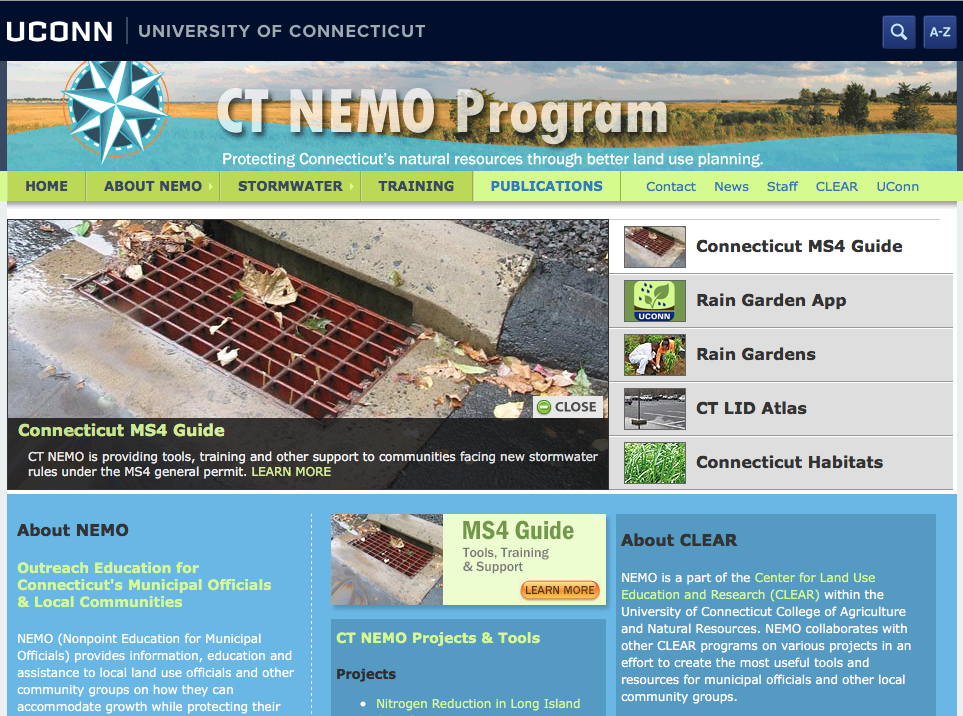 UCONN UNIVERSITY OF CONNECTICUT
A-Z
CT NEMO Program
Protecting Connecticut's natural resources through better land use planning.
HOME ABOUT NEMO STORMWATER TRAINING PUBLICATIONS Contact News Staff CLEAR UConn
CLOSE
Connecticut MS4 Guide
CT NEMO is providing tools, training and other support to communities facing new stormwater
rules under the MS4 general permit. LEARN MORE
Connecticut MS4 Guide
UCONN
Rain Garden App
Rain Gardens
CT LID Atlas
Connecticut Habitats
About NEMO
Outreach Education for
Connecticut's Municipal Officials
& Local Communities
NEMO (Nonpoint Education for Municipal
Officials) provides information, education and
assistance to local land use officials and other
community groups on how they can
accommodate growth while protecting their
MS4 Guide
Tools, Training
& Support
LEARN MORE
CT NEMO Projects & Tools
Projects
• Nitrogen Reduction in Long Island
About CLEAR
NEMO is a part of the Center for Land Use
Education and Research (CLEAR) within the
University of Connecticut College of Agriculture
and Natural Resources. NEMO collaborates with
other CLEAR programs on various projects in an
effort to create the most useful tools and
resources for municipal officials and other local
community groups.